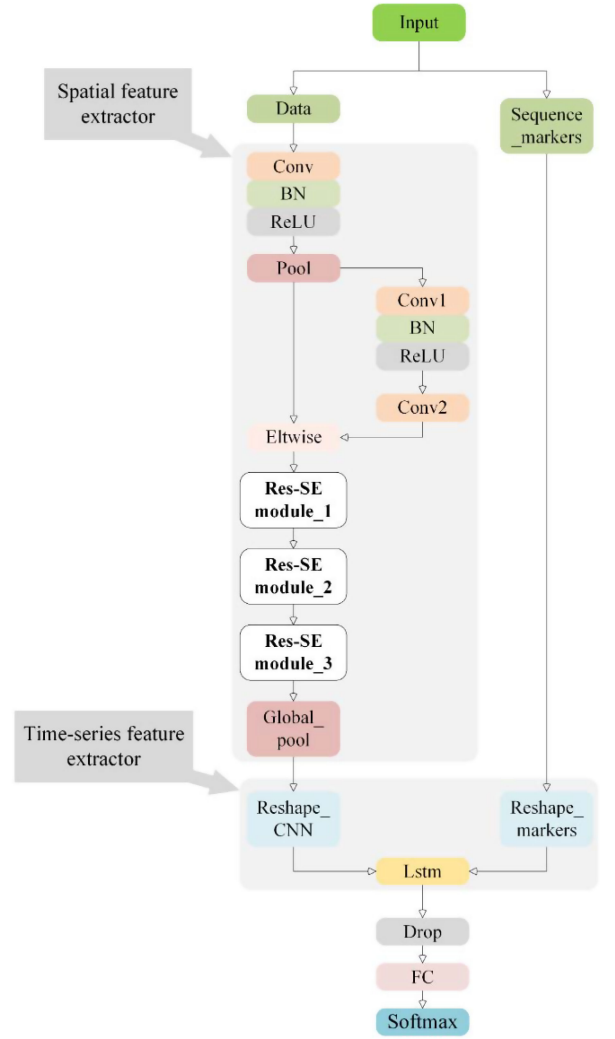 Input
Spatial feature
extractor
Data
Sequence
_markers
Conv
BN
ReLU
Pool
Conv1
BN
ReLU
Conv2
Eltwise
Res-SE
module_1
Res-SE
module_2
Res-SE
module_3
Global_
pool
Time-series feature
extractor
Reshape_
CNN
Reshape_
markers
Lstm
Drop
FC
Softmax